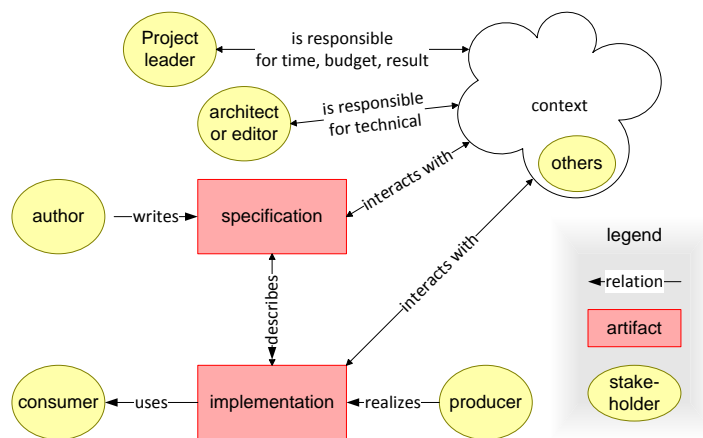 Project
leader
is responsible
for time, budget, result
architect
or editor
is responsible
for technical
context
others
author
writes
specification
interacts with
interacts with
describes
legend
relation
artifact
stake-
holder
consumer
uses
implementation
realizes
producer